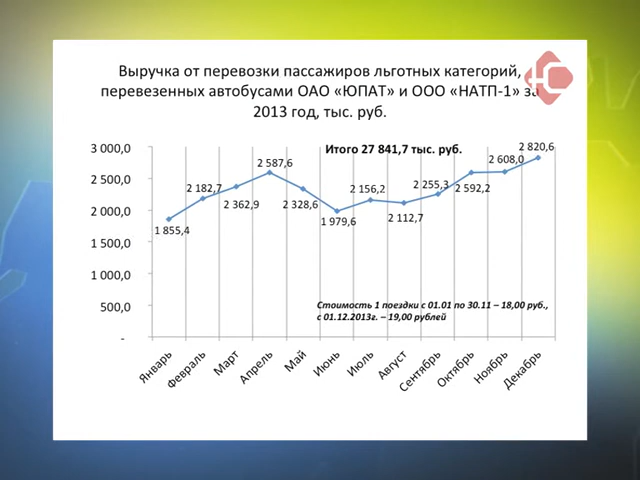 Выручка от перевозки пассажиров льготных категорий,
перевезенных автобусами ОАО «ЮПАТ» и ООО «НАТП-1» за
2013 год, тыс. руб.
Итого 27 841,7 тыс. руб.
3 000,0
2 500,0
2 000,0
1 500,0
1 000,0
500,0
-
1 855,4
2 182,7
2 362,9
2 587,6
2 328,6
1 979,6
2 156,2
2 112,7
2 255,3
2 592,2
2 608,0
2 820,6
Стоимость 1 поездки с 01.01 по 30.11 – 18,00 руб.,
с 01.12.2013г. – 19,00 рублей
Январь
Февраль
Март
Апрель
Май
Июнь
Июль
Август
Сентябрь
Октябрь
Ноябрь
Декабрь